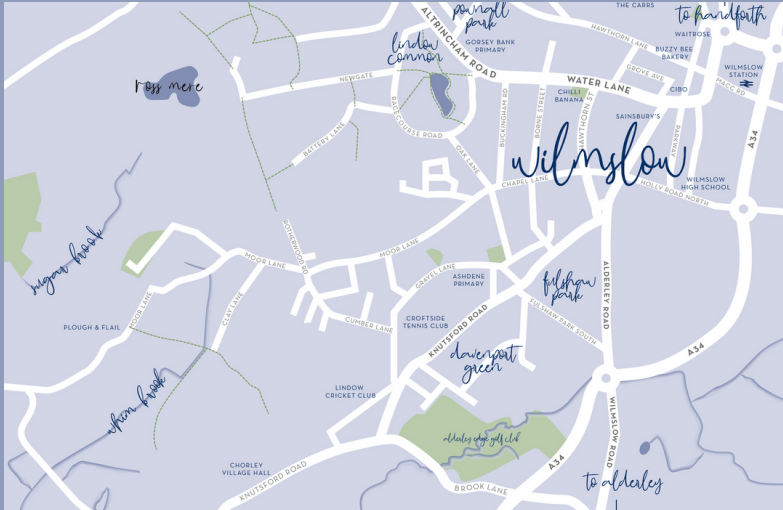 THE CARRS
pownall
park
to handforth
ALTRINCHAM ROAD
HAWTHORN LANE
WAITROSE
lindow
common
GORSEY BANK
PRIMARY
BUZZY BEE
BAKERY
GROVE AVE
WILMSLOW
STATION
NEWGATE
WATER LANE
MACC RD
ross mere
CHILLI
BANANA
CIBO
RACECOURSE ROAD
BUCKINGHAM RD
BORNE STREET
HAWTHORN ST
SAINSBURY'S
BATTERY LANE
PARKWAY
A34
OAK LANE
wilmslow
CHAPEL LANE
WILMSLOW
HIGH SCHOOL
HOLLY ROAD NORTH
sugar brook
ROTHERWOOD RD
MOOR LANE
MOOR LANE
GRAVEL LANE
ASHDENE
PRIMARY
fulshaw
park
ALDERLEY ROAD
MOOR LANE
CLAY LANE
PLOUGH & FLAIL
CUMBER LANE
CROFTSIDE
TENNIS CLUB
KNUTSFORD ROAD
FULSHAW PARK SOUTH
davenport
green
A34
whim brook
LINDOW
CRICKET CLUB
WILMSLOW ROAD
alderley edge golf club
CHORLEY
VILLAGE HALL
KNUTSFORD ROAD
A34
BROOK LANE
to alderley